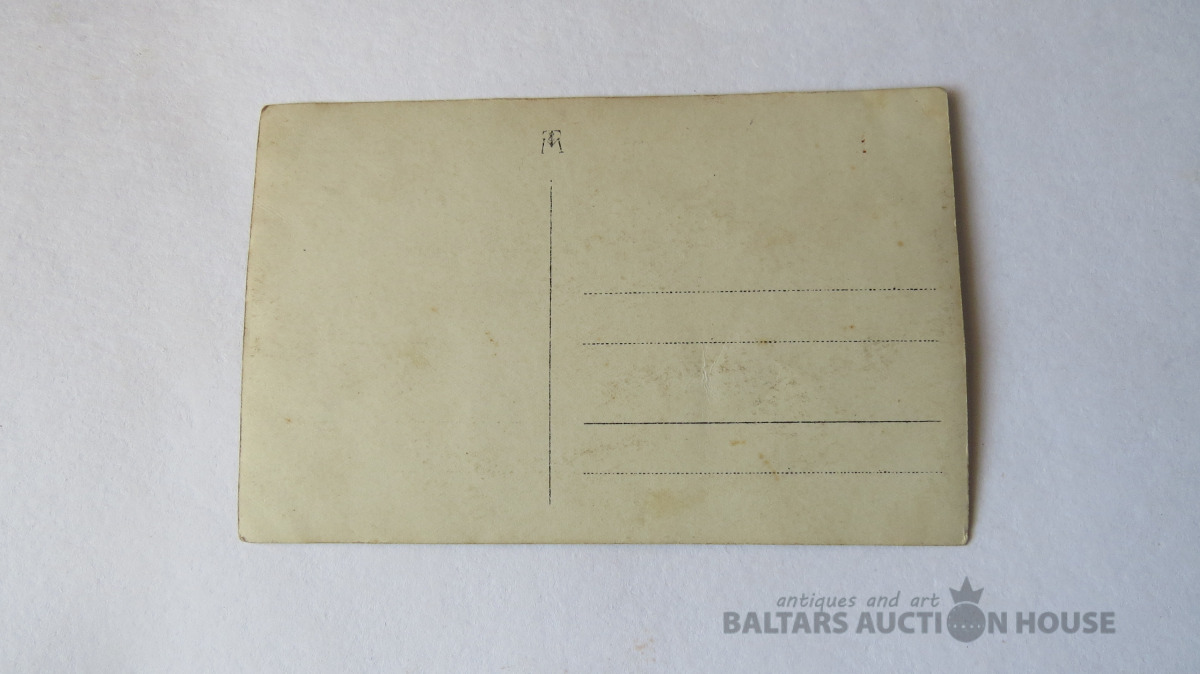 antiques and art
BALTARS AUCTION HOUSE